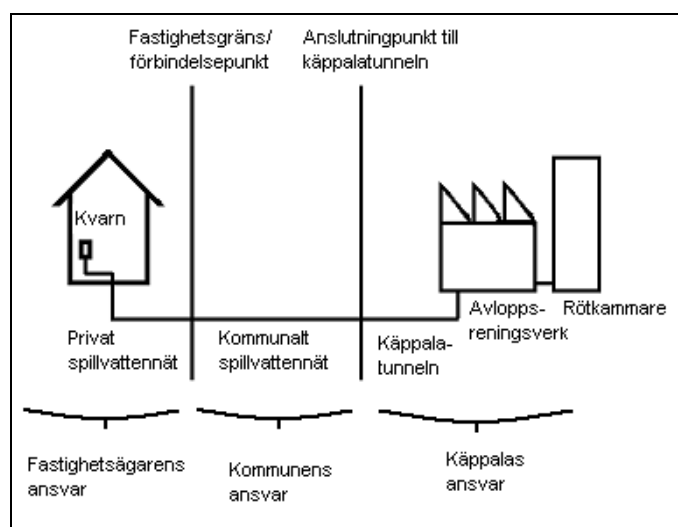 Fastighetsgräns/
förbindelsepunkt
Anslutningpunkt till
käppalatunneln
Kvarn
Privat
spillvattennät
Kommunalt
spillvattennät
Käppala-
tunneln
Avlopps-
reningsverk
Rötkammare
Fastighetsägarens
ansvar
Kommunens
ansvar
Käppalas
ansvar